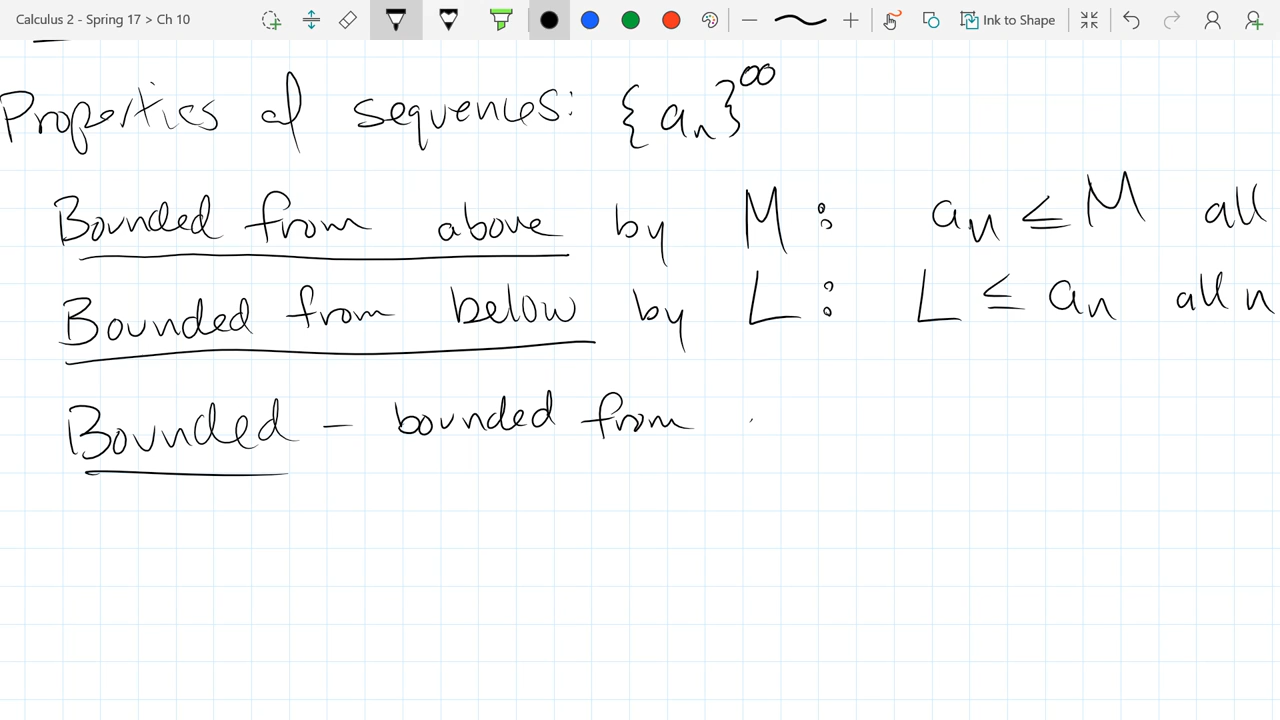 Calculus 2 - Spring 17 > Ch 10
Ink to Shape
Properties of sequences: {aₙ}^∞
Bounded from above by M: aₙ ≤ M all
Bounded from below by L: L ≤ aₙ all n
Bounded - bounded from